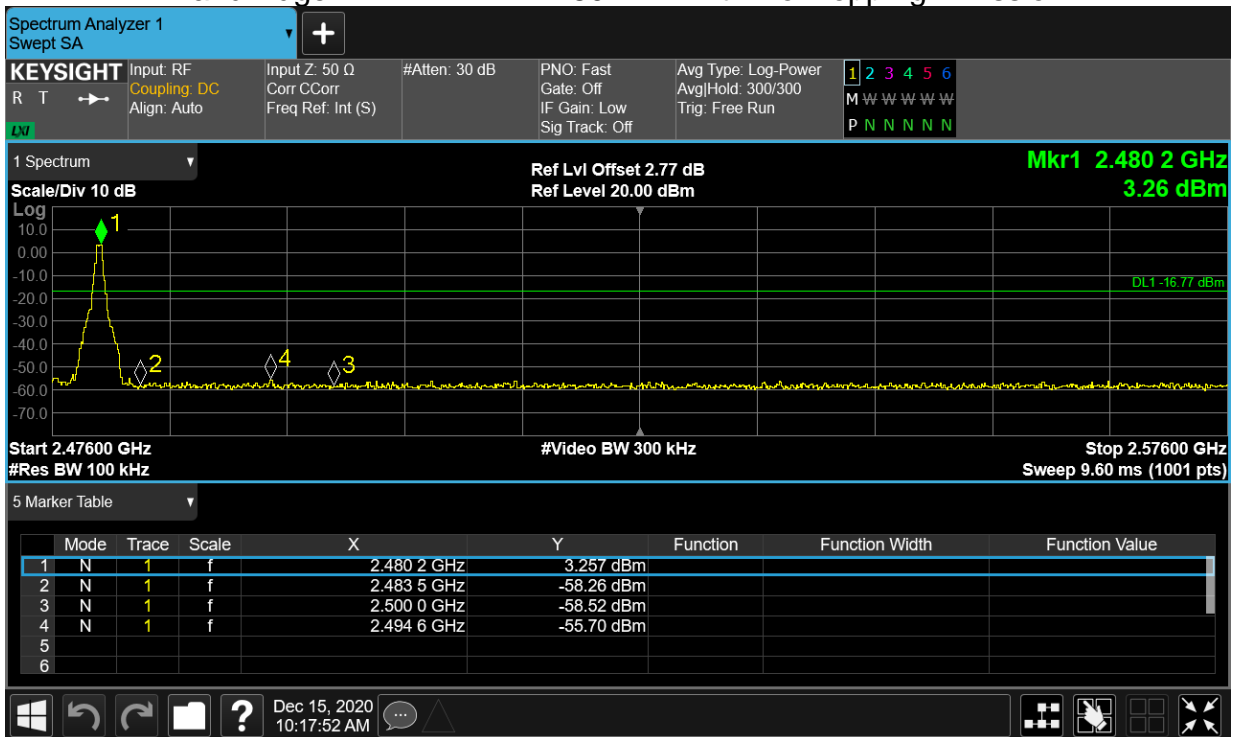 Spectrum Analyzer 1
Swept SA
KEYSIGHT
R T
LXI
Input: RF
Coupling: DC
Align: Auto
Input Z: 50 Ω
Corr CCorr
Freq Ref: Int (S)
#Atten: 30 dB
PNO: Fast
Gate: Off
IF Gain: Low
Sig Track: Off
Avg Type: Log-Power
Avg|Hold: 300/300
Trig: Free Run
1 2 3 4 5 6
M W W W W W
P N N N N N
1 Spectrum
Scale/Div 10 dB
Ref Lvl Offset 2.77 dB
Ref Level 20.00 dBm
Mkr1 2.480 2 GHz
3.26 dBm
Log
10.0
0.00
-10.0
-20.0
-30.0
-40.0
-50.0
-60.0
-70.0
1
2
4
3
DL1 -16.77 dBm
Start 2.47600 GHz
#Res BW 100 kHz
#Video BW 300 kHz
Stop 2.57600 GHz
Sweep 9.60 ms (1001 pts)
5 Marker Table
Mode Trace Scale X Y Function Function Width Function Value
1 N 1 f 2.480 2 GHz 3.257 dBm
2 N 1 f 2.483 5 GHz -58.26 dBm
3 N 1 f 2.500 0 GHz -58.52 dBm
4 N 1 f 2.494 6 GHz -55.70 dBm
5
6
?
Dec 15, 2020
10:17:52 AM